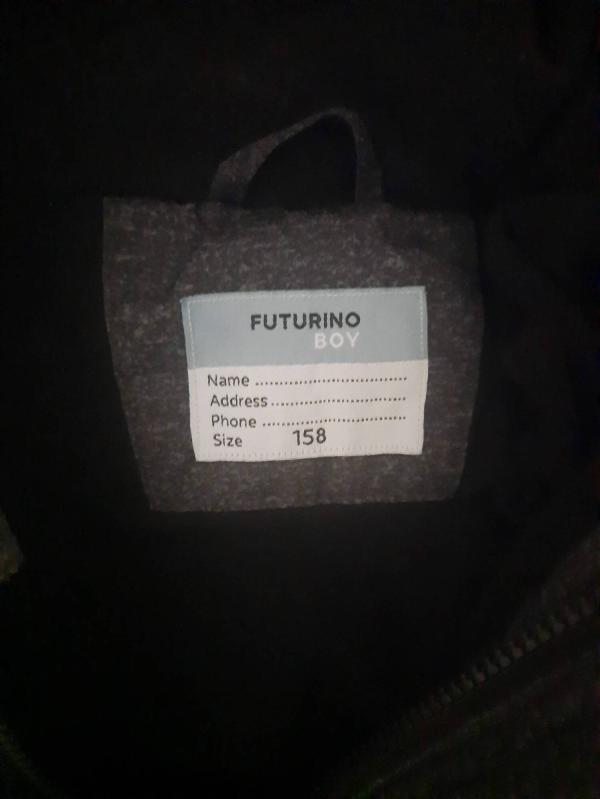 FUTURINO
BOY
Name ................................
Address ............................
Phone ..............................
Size 158